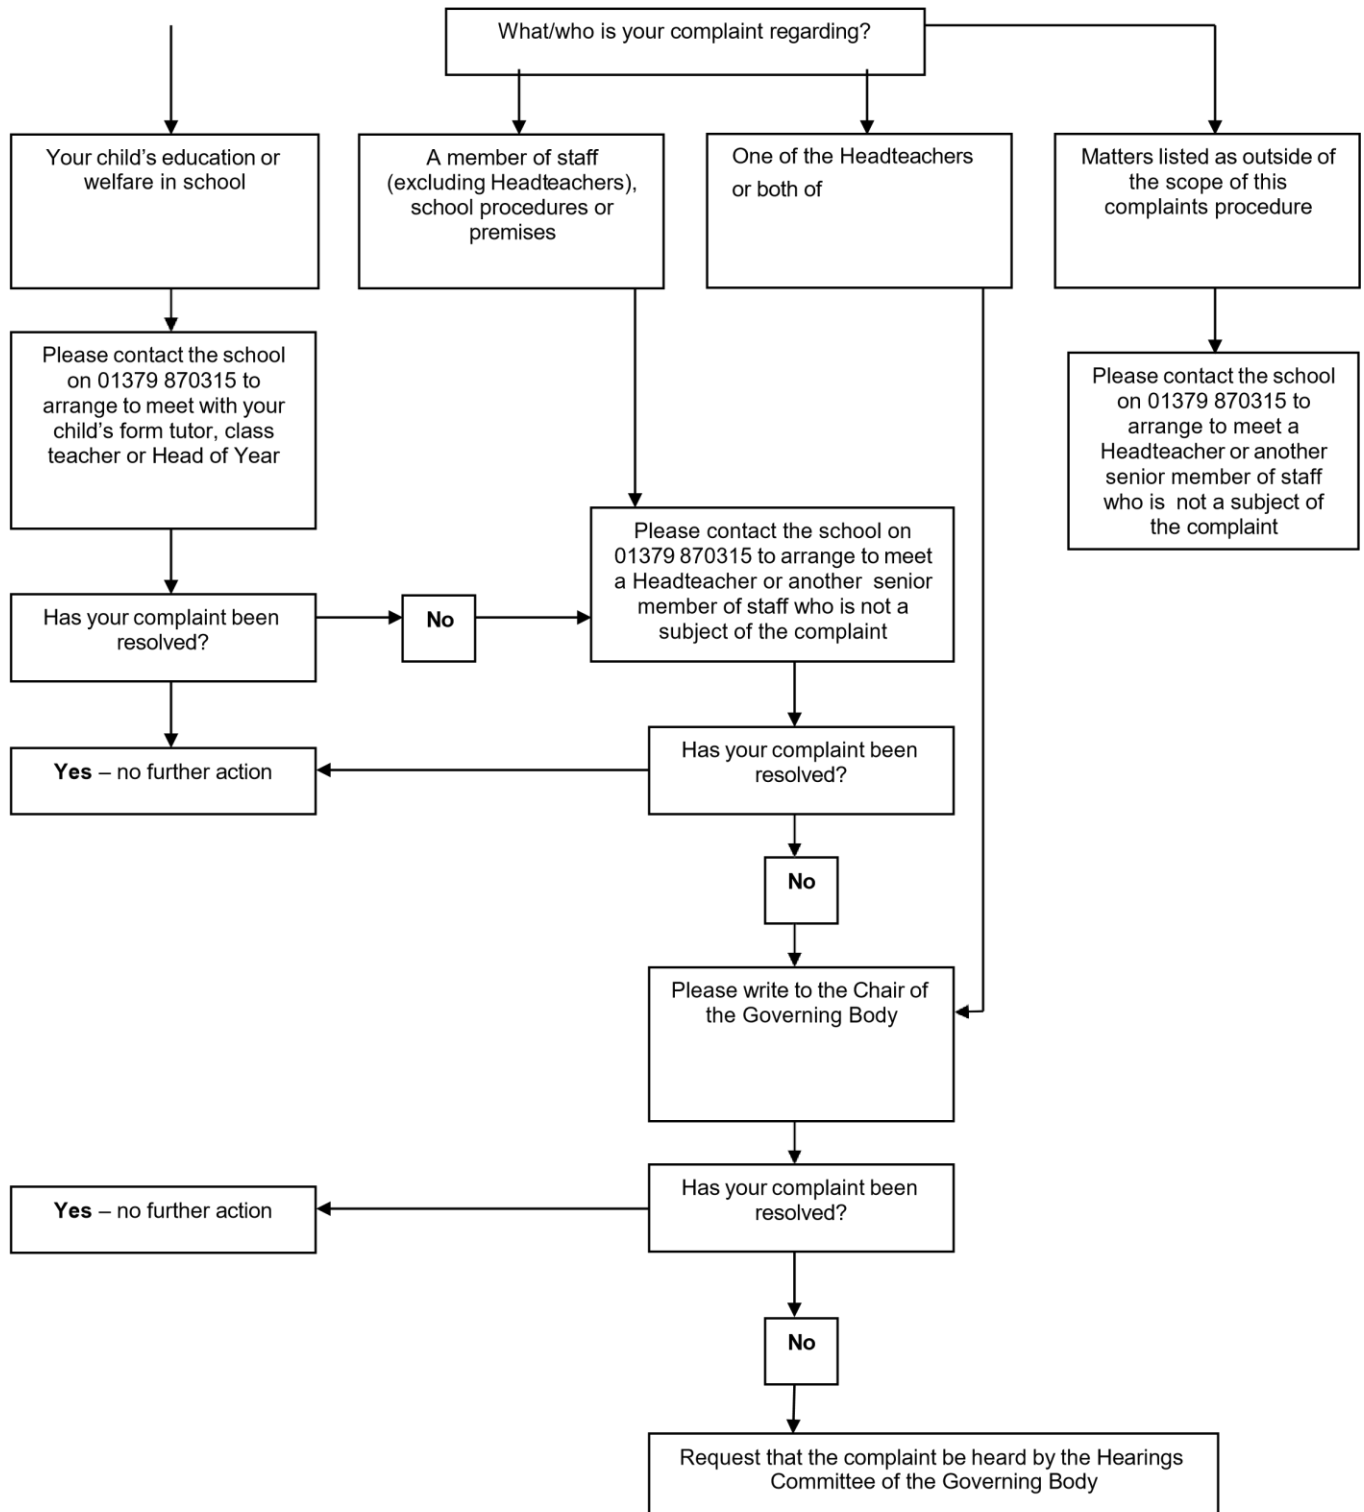 What/who is your complaint regarding?
Your child's education or
welfare in school
A member of staff
(excluding Headteachers),
school procedures or
premises
One of the Headteachers
or both of
Matters listed as outside of
the scope of this
complaints procedure
Please contact the school
on 01379 870315 to
arrange to meet with your
child's form tutor, class
teacher or Head of Year
Please contact the school
on 01379 870315 to
arrange to meet a
Headteacher or another
senior member of staff
who is not a subject of
the complaint
Please contact the school on
01379 870315 to arrange to meet
a Headteacher or another senior
member of staff who is not a
subject of the complaint
Has your complaint been
resolved?
No
Yes – no further action
Has your complaint been
resolved?
No
Please write to the Chair of
the Governing Body
Has your complaint been
resolved?
Yes – no further action
No
Request that the complaint be heard by the Hearings
Committee of the Governing Body